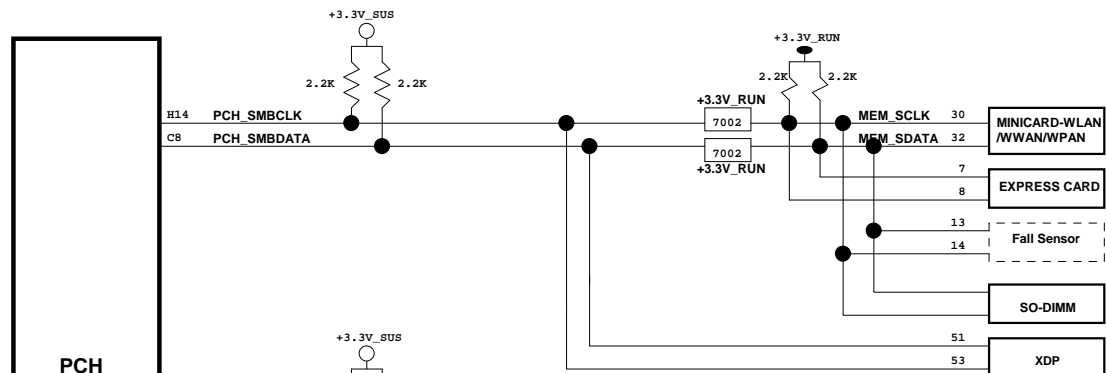 +3.3V_SUS
+3.3V_RUN
2.2K
2.2K
2.2K
2.2K
+3.3V_RUN
H14
PCH_SMBCLK
7002
MEM_SCLK
30
MINICARD-WLAN
/WWAN/WPAN
C8
PCH_SMBDATA
7002
MEM_SDATA
32
+3.3V_RUN
7
8
EXPRESS CARD
13
14
Fall Sensor
SO-DIMM
+3.3V_SUS
51
53
XDP
PCH